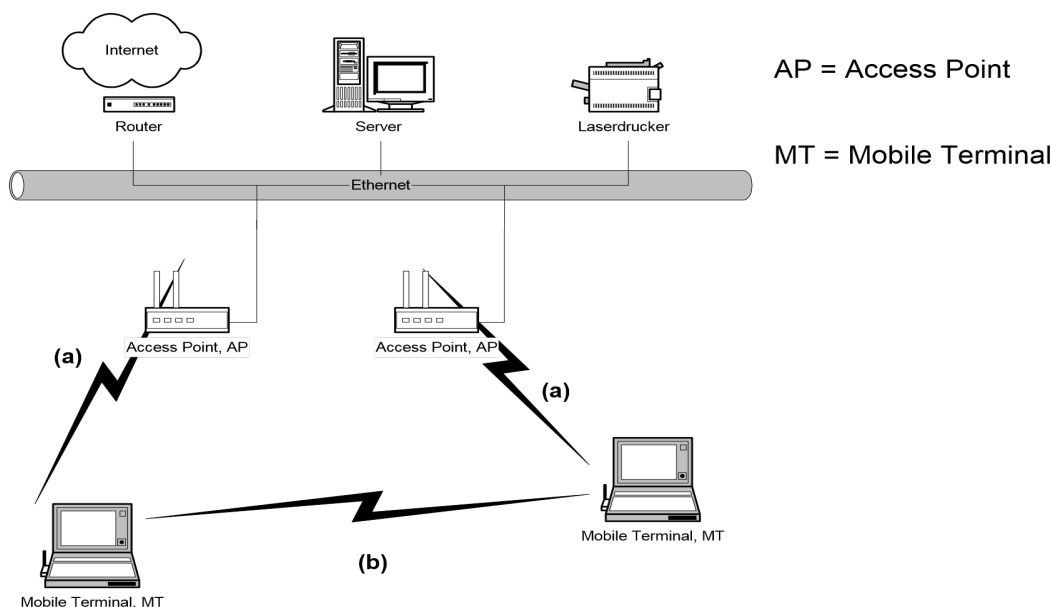 Internet
Router
Server
Laserdrucker
AP = Access Point
MT = Mobile Terminal
Ethernet
Access Point, AP
Access Point, AP
(a)
(a)
Mobile Terminal, MT
(b)
Mobile Terminal, MT